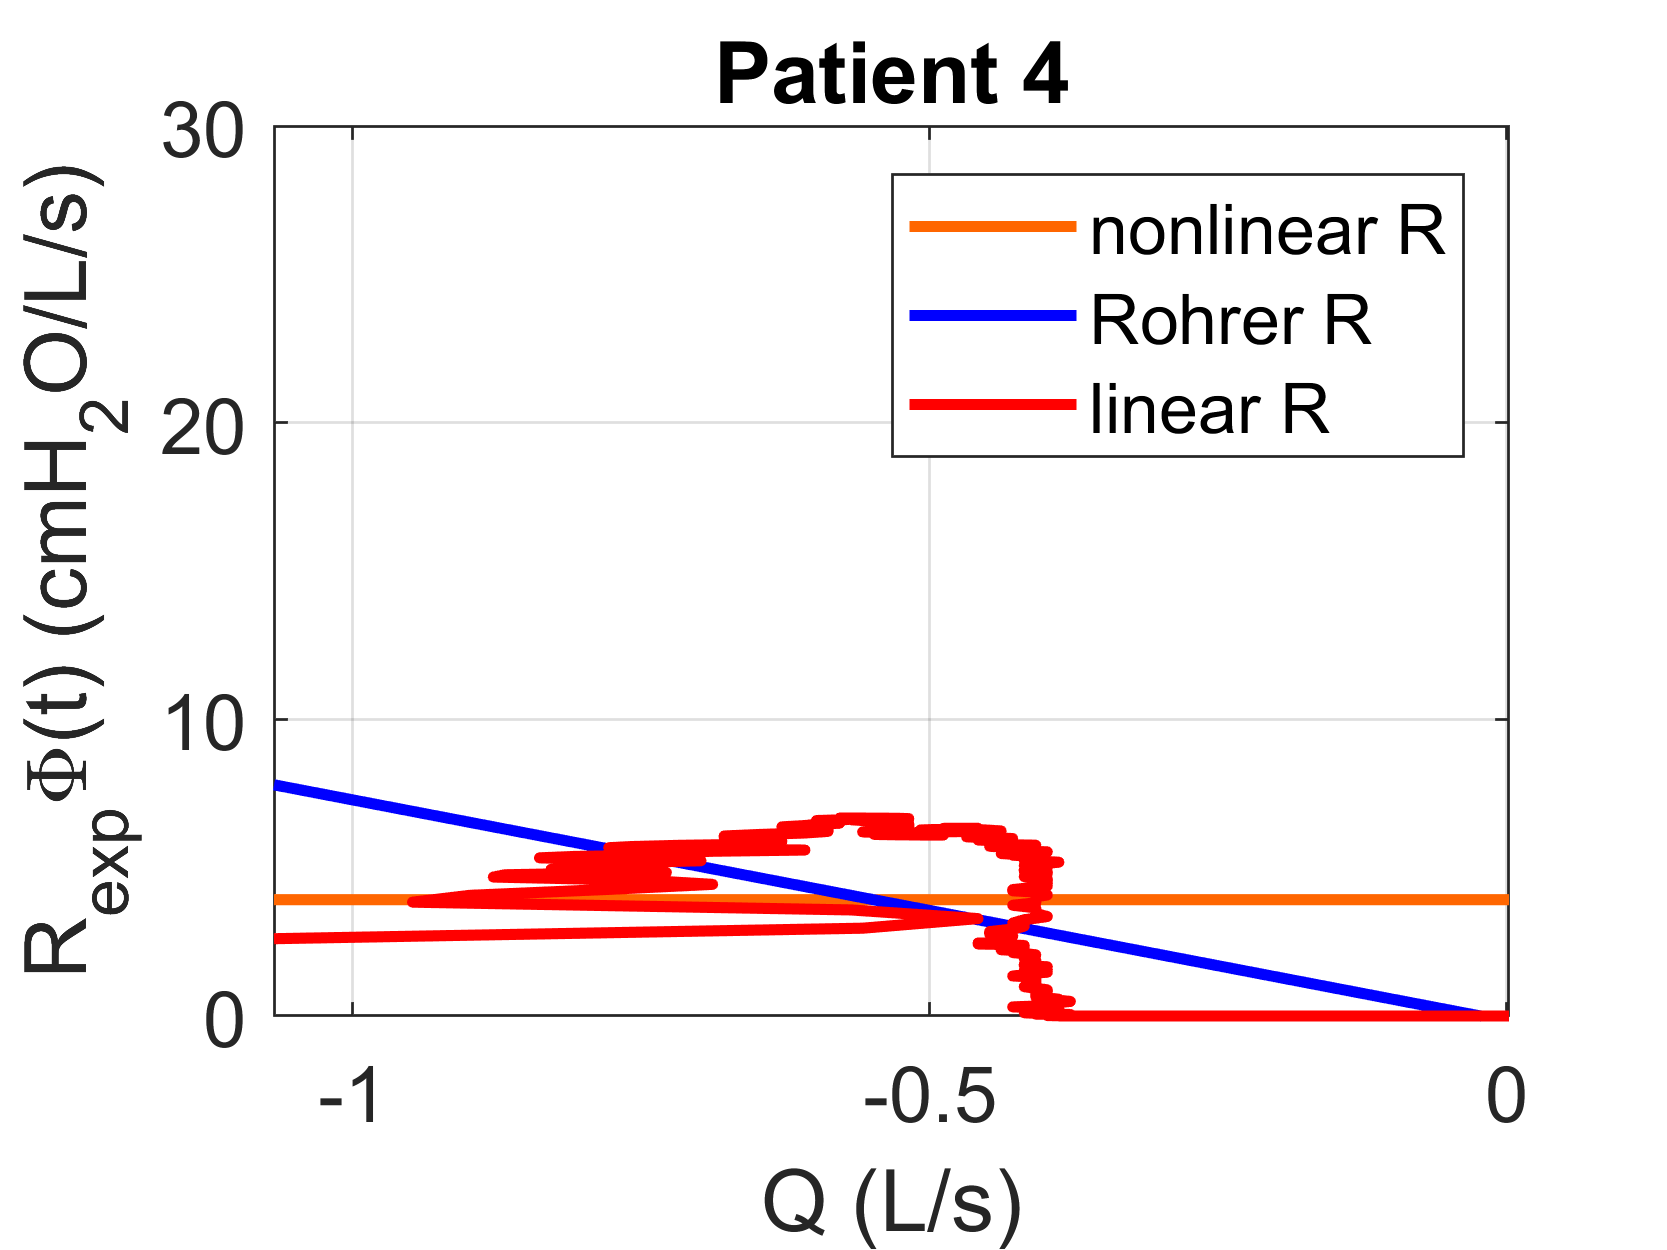 Patient 4
R_exp Φ(t) (cmH_2O/L/s)
30
20
10
0
nonlinear R
Rohrer R
linear R
-1
-0.5
0
Q (L/s)